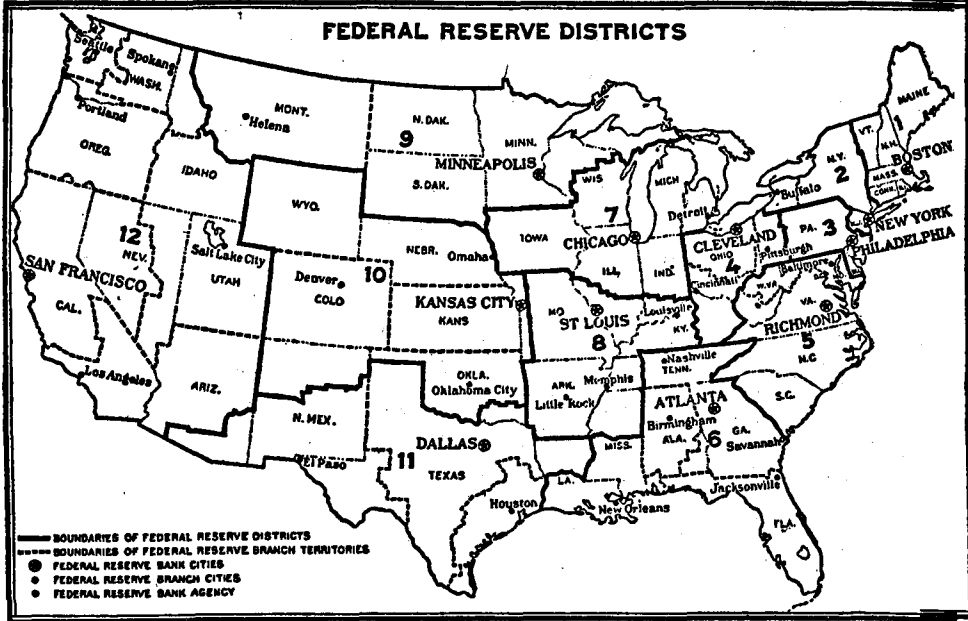 FEDERAL RESERVE DISTRICTS
Seattle
Spokane
WASH.
Portland
OREG.
IDAHO
MONT.
Helena
N. DAK.
9
S. DAK.
MINN.
MINNEAPOLIS
WIS
MICH
7
Detroit
CHICAGO
IOWA
ILL.
IND.
WYO.
NEBR.
Omaha
12
NEV.
SAN FRANCISCO
CAL.
Los Angeles
Salt Lake City
UTAH
ARIZ.
10
Denver
COLO
KANSAS CITY
KANS
MO
ST LOUIS
8
Louisville
KY.
CLEVELAND
OHIO
4
Cincinnati
Pittsburgh
PA.
3
Buffalo
N.Y.
2
VT.
N.H.
1
MAINE
BOSTON
MASS.
CONN.
R.I.
NEW YORK
PHILADELPHIA
Baltimore
W.VA
VA.
RICHMOND
5
N.C
S.C.
Nashville
TENN.
Memphis
ARK.
Little Rock
OKLA.
Oklahoma City
N. MEX.
El Paso
11
DALLAS
TEXAS
Houston
LA.
New Orleans
MISS.
ATLANTA
Birmingham
ALA.
6
GA.
Savannah
Jacksonville
FLA.
BOUNDARIES OF FEDERAL RESERVE DISTRICTS
BOUNDARIES OF FEDERAL RESERVE BRANCH TERRITORIES
FEDERAL RESERVE BANK CITIES
FEDERAL RESERVE BRANCH CITIES
FEDERAL RESERVE BANK AGENCY